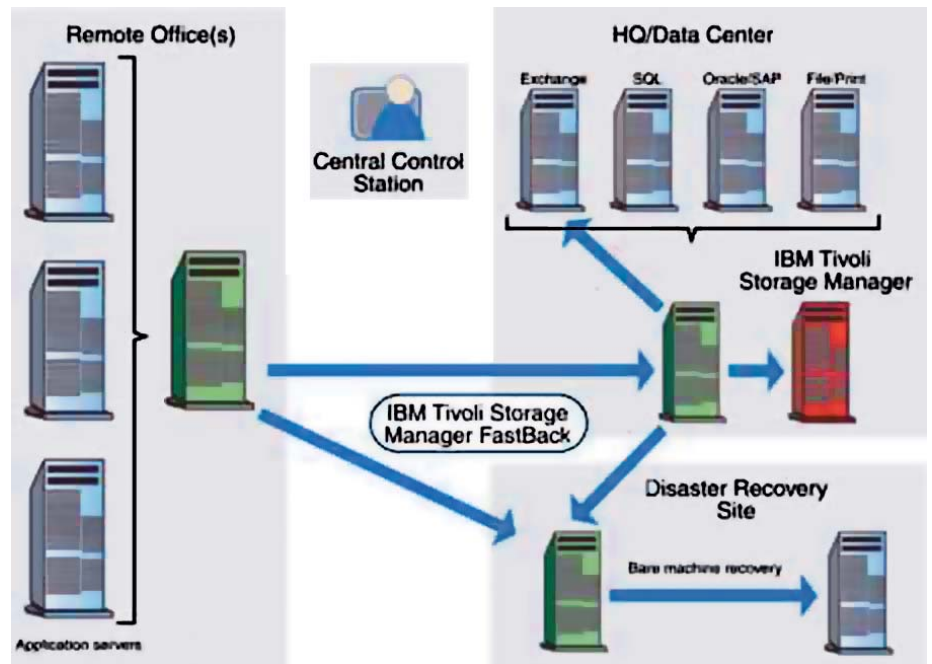 Remote Office(s)
HQ/Data Center
Exchange
SQL
Oracle/SAP
File/Print
Central Control
Station
IBM Tivoli
Storage Manager
IBM Tivoli Storage
Manager FastBack
Disaster Recovery
Site
Bare machine recovery
Application servers